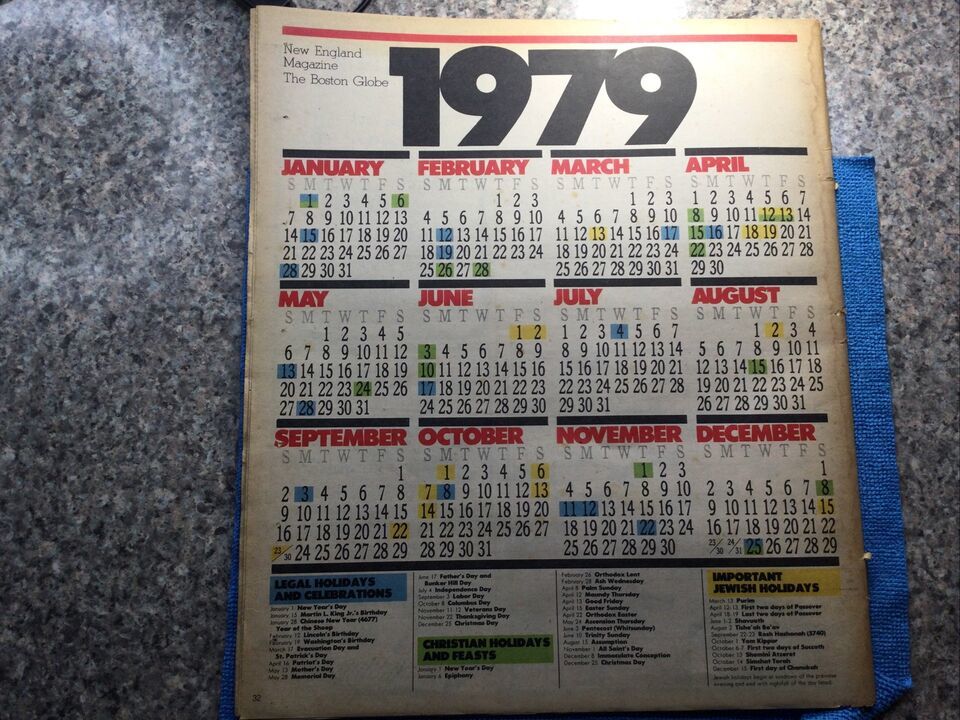 New England
Magazine
The Boston Globe
1979
JANUARY FEBRUARY MARCH APRIL
S M T W T F S S M T W T F S S M T W T F S S M T W T F S
1 2 3 4 5 6 1 2 3 1 2 3 1 2 3 4 5 6 7
7 8 9 10 11 12 13 4 5 6 7 8 9 10 4 5 6 7 8 9 10 8 9 10 11 12 13 14
14 15 16 17 18 19 20 11 12 13 14 15 16 17 11 12 13 14 15 16 17 15 16 17 18 19 20 21
21 22 23 24 25 26 27 18 19 20 21 22 23 24 18 19 20 21 22 23 24 22 23 24 25 26 27 28
28 29 30 31 25 26 27 28 25 26 27 28 29 30 31 29 30
MAY JUNE JULY AUGUST
S M T W T F S S M T W T F S S M T W T F S S M T W T F S
1 2 3 4 5 1 2 1 2 3 4 5 6 7 1 2 3 4
6 7 8 9 10 11 12 3 4 5 6 7 8 9 8 9 10 11 12 13 14 5 6 7 8 9 10 11
13 14 15 16 17 18 19 10 11 12 13 14 15 16 15 16 17 18 19 20 21 12 13 14 15 16 17 18
20 21 22 23 24 25 26 17 18 19 20 21 22 23 22 23 24 25 26 27 28 19 20 21 22 23 24 25
27 28 29 30 31 24 25 26 27 28 29 30 29 30 31 26 27 28 29 30 31
SEPTEMBER OCTOBER NOVEMBER DECEMBER
S M T W T F S S M T W T F S S M T W T F S S M T W T F S
1 1 2 3 4 5 6 1 2 3 1
2 3 4 5 6 7 8 7 8 9 10 11 12 13 4 5 6 7 8 9 10 2 3 4 5 6 7 8
9 10 11 12 13 14 15 14 15 16 17 18 19 20 11 12 13 14 15 16 17 9 10 11 12 13 14 15
16 17 18 19 20 21 22 21 22 23 24 25 26 27 18 19 20 21 22 23 24 16 17 18 19 20 21 22
23/30 24 25 26 27 28 29 28 29 30 31 25 26 27 28 29 30 23/30 24/31 25 26 27 28 29
LEGAL HOLIDAYS
AND CELEBRATIONS
January 1 New Year's Day
January 15 Martin L. King Jr.'s Birthday
January 28 Chinese New Year (4677)
Year of the Sheep
February 12 Lincoln's Birthday
February 19 Washington's Birthday
March 17 Evacuation Day and
St. Patrick's Day
April 16 Patriot's Day
May 13 Mother's Day
May 28 Memorial Day
June 17 Father's Day and
Bunker Hill Day
July 4 Independence Day
September 3 Labor Day
October 8 Columbus Day
November 11-12 Veterans Day
November 22 Thanksgiving Day
December 25 Christmas Day
CHRISTIAN HOLIDAYS
AND FEASTS
January 1 New Year's Day
January 6 Epiphany
February 26 Orthodox Lent
February 28 Ash Wednesday
April 8 Palm Sunday
April 12 Maundy Thursday
April 13 Good Friday
April 15 Easter Sunday
April 22 Orthodox Easter
May 24 Ascension Thursday
June 3 Pentecost (Whitsunday)
June 10 Trinity Sunday
August 15 Assumption
November 1 All Saint's Day
December 8 Immaculate Conception
December 25 Christmas Day
IMPORTANT
JEWISH HOLIDAYS
March 13 Purim
April 12, 13 First two days of Passover
April 18, 19 Last two days of Passover
June 1-2 Shavuoth
August 2 Tisha'ah Be'av
September 22-23 Rosh Hashanah (5740)
October 1 Yom Kippur
October 6-7 First two days of Succoth
October 13 Shemini Atzeret
October 14 Simchat Torah
December 15 First day of Chanukah
Jewish holidays begin at sundown of the previous
evening and end with nightfall of the day listed.
32